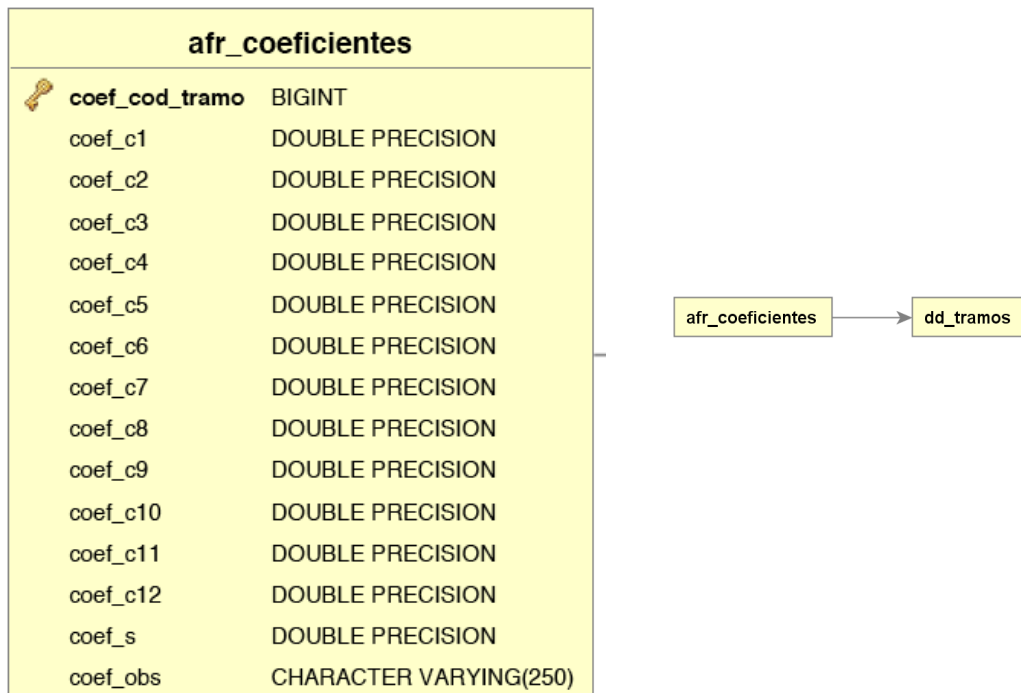 afr_coeficientes
coef_cod_tramo BIGINT
coef_c1 DOUBLE PRECISION
coef_c2 DOUBLE PRECISION
coef_c3 DOUBLE PRECISION
coef_c4 DOUBLE PRECISION
coef_c5 DOUBLE PRECISION
coef_c6 DOUBLE PRECISION
coef_c7 DOUBLE PRECISION
coef_c8 DOUBLE PRECISION
coef_c9 DOUBLE PRECISION
coef_c10 DOUBLE PRECISION
coef_c11 DOUBLE PRECISION
coef_c12 DOUBLE PRECISION
coef_s DOUBLE PRECISION
coef_obs CHARACTER VARYING(250)
afr_coeficientes
dd_tramos